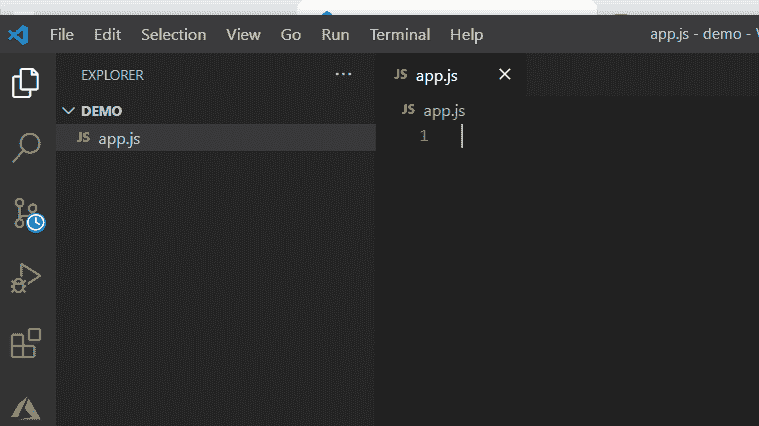 File Edit Selection View Go Run Terminal Help app.js - demo -
EXPLORER ...
DEMO
JS app.js
JS app.js
JS app.js
1